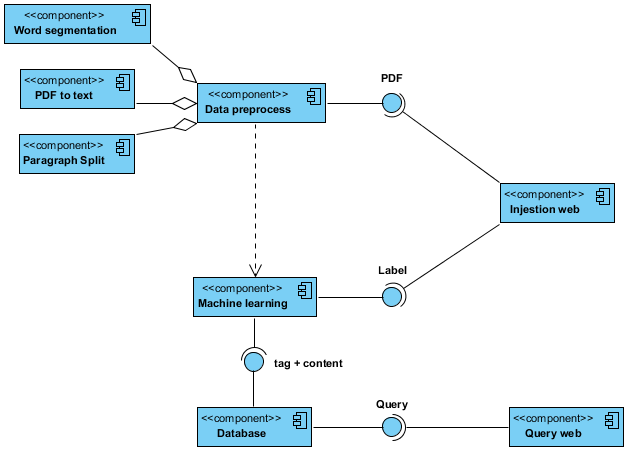 <<component>>
Word segmentation
<<component>>
PDF to text
<<component>>
Paragraph Split
<<component>>
Data preprocess
PDF
<<component>>
Injestion web
Label
<<component>>
Machine learning
tag + content
<<component>>
Database
Query
<<component>>
Query web